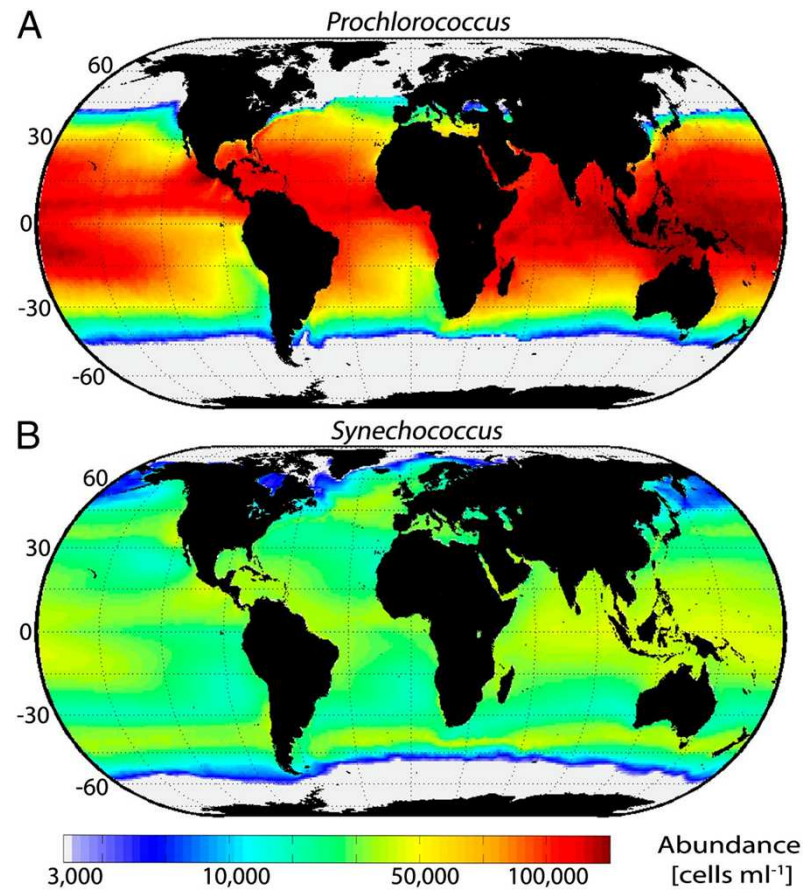 A
Prochlorococcus
60
30
0
-30
-60
B
Synechococcus
60
30
0
-30
-60
3,000 10,000 50,000 100,000
Abundance
[cells ml⁻¹]